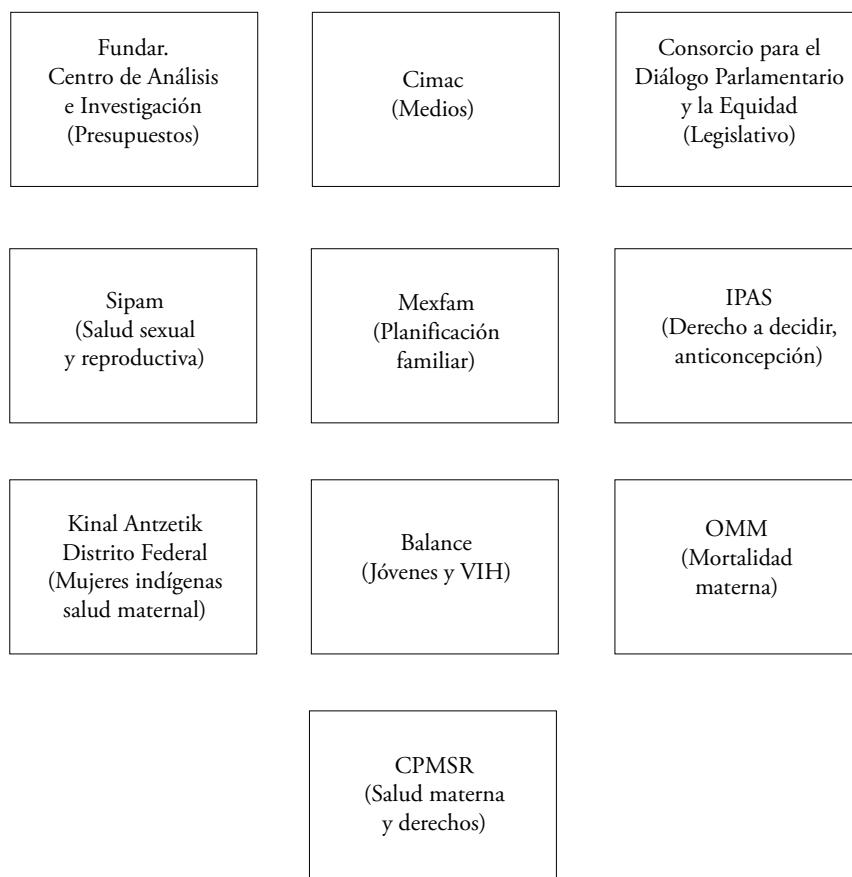 Fundar.
Centro de Análisis
e Investigación
(Presupuestos)
Cimac
(Medios)
Consorcio para el
Diálogo Parlamentario
y la Equidad
(Legislativo)
Sipam
(Salud sexual
y reproductiva)
Mexfam
(Planificación
familiar)
IPAS
(Derecho a decidir,
anticoncepción)
Kinal Antzetik
Distrito Federal
(Mujeres indígenas
salud maternal)
Balance
(Jóvenes y VIH)
OMM
(Mortalidad
materna)
CPMSR
(Salud materna
y derechos)